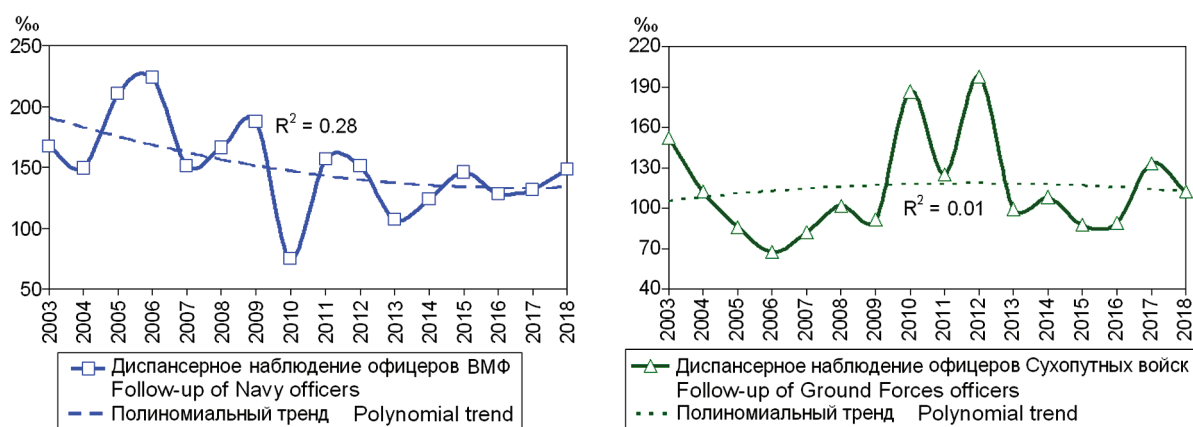 ‰
250
200
150
100
50
R² = 0.28
2003 2004 2005 2006 2007 2008 2009 2010 2011 2012 2013 2014 2015 2016 2017 2018
Диспансерное наблюдение офицеров ВМФ
Follow-up of Navy officers
Полиномиальный тренд Polynomial trend
‰
220
190
160
130
100
70
40
R² = 0.01
2003 2004 2005 2006 2007 2008 2009 2010 2011 2012 2013 2014 2015 2016 2017 2018
Диспансерное наблюдение офицеров Сухопутных войск
Follow-up of Ground Forces officers
Полиномиальный тренд Polynomial trend